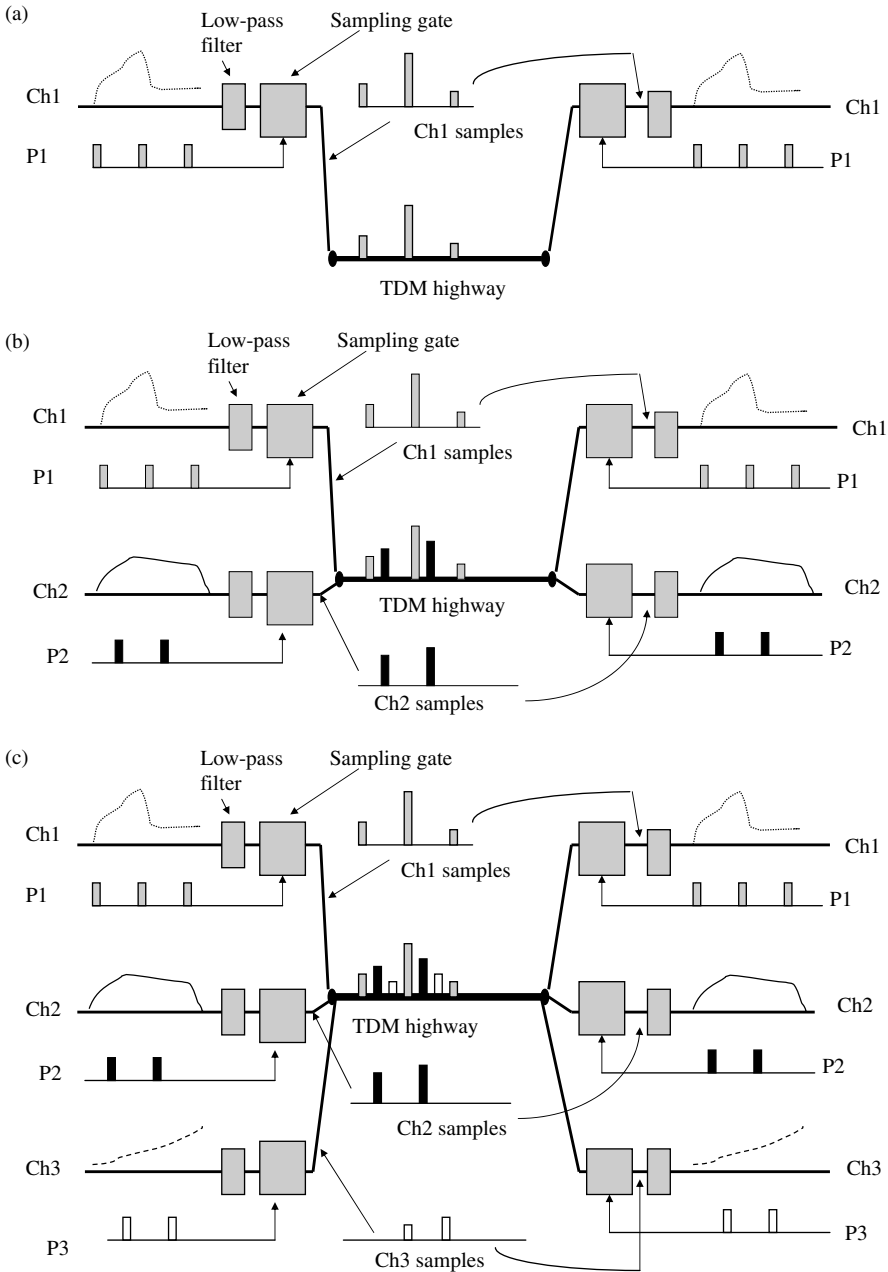 (a)
Low-pass
filter
Sampling gate
Ch1
Ch1 samples
Ch1
P1
P1
TDM highway
(b)
Low-pass
filter
Sampling gate
Ch1
Ch1 samples
Ch1
P1
P1
Ch2
TDM highway
Ch2
P2
P2
Ch2 samples
(c)
Low-pass
filter
Sampling gate
Ch1
Ch1 samples
Ch1
P1
P1
Ch2
TDM highway
Ch2
P2
P2
Ch2 samples
Ch3
Ch3
P3
Ch3 samples
P3